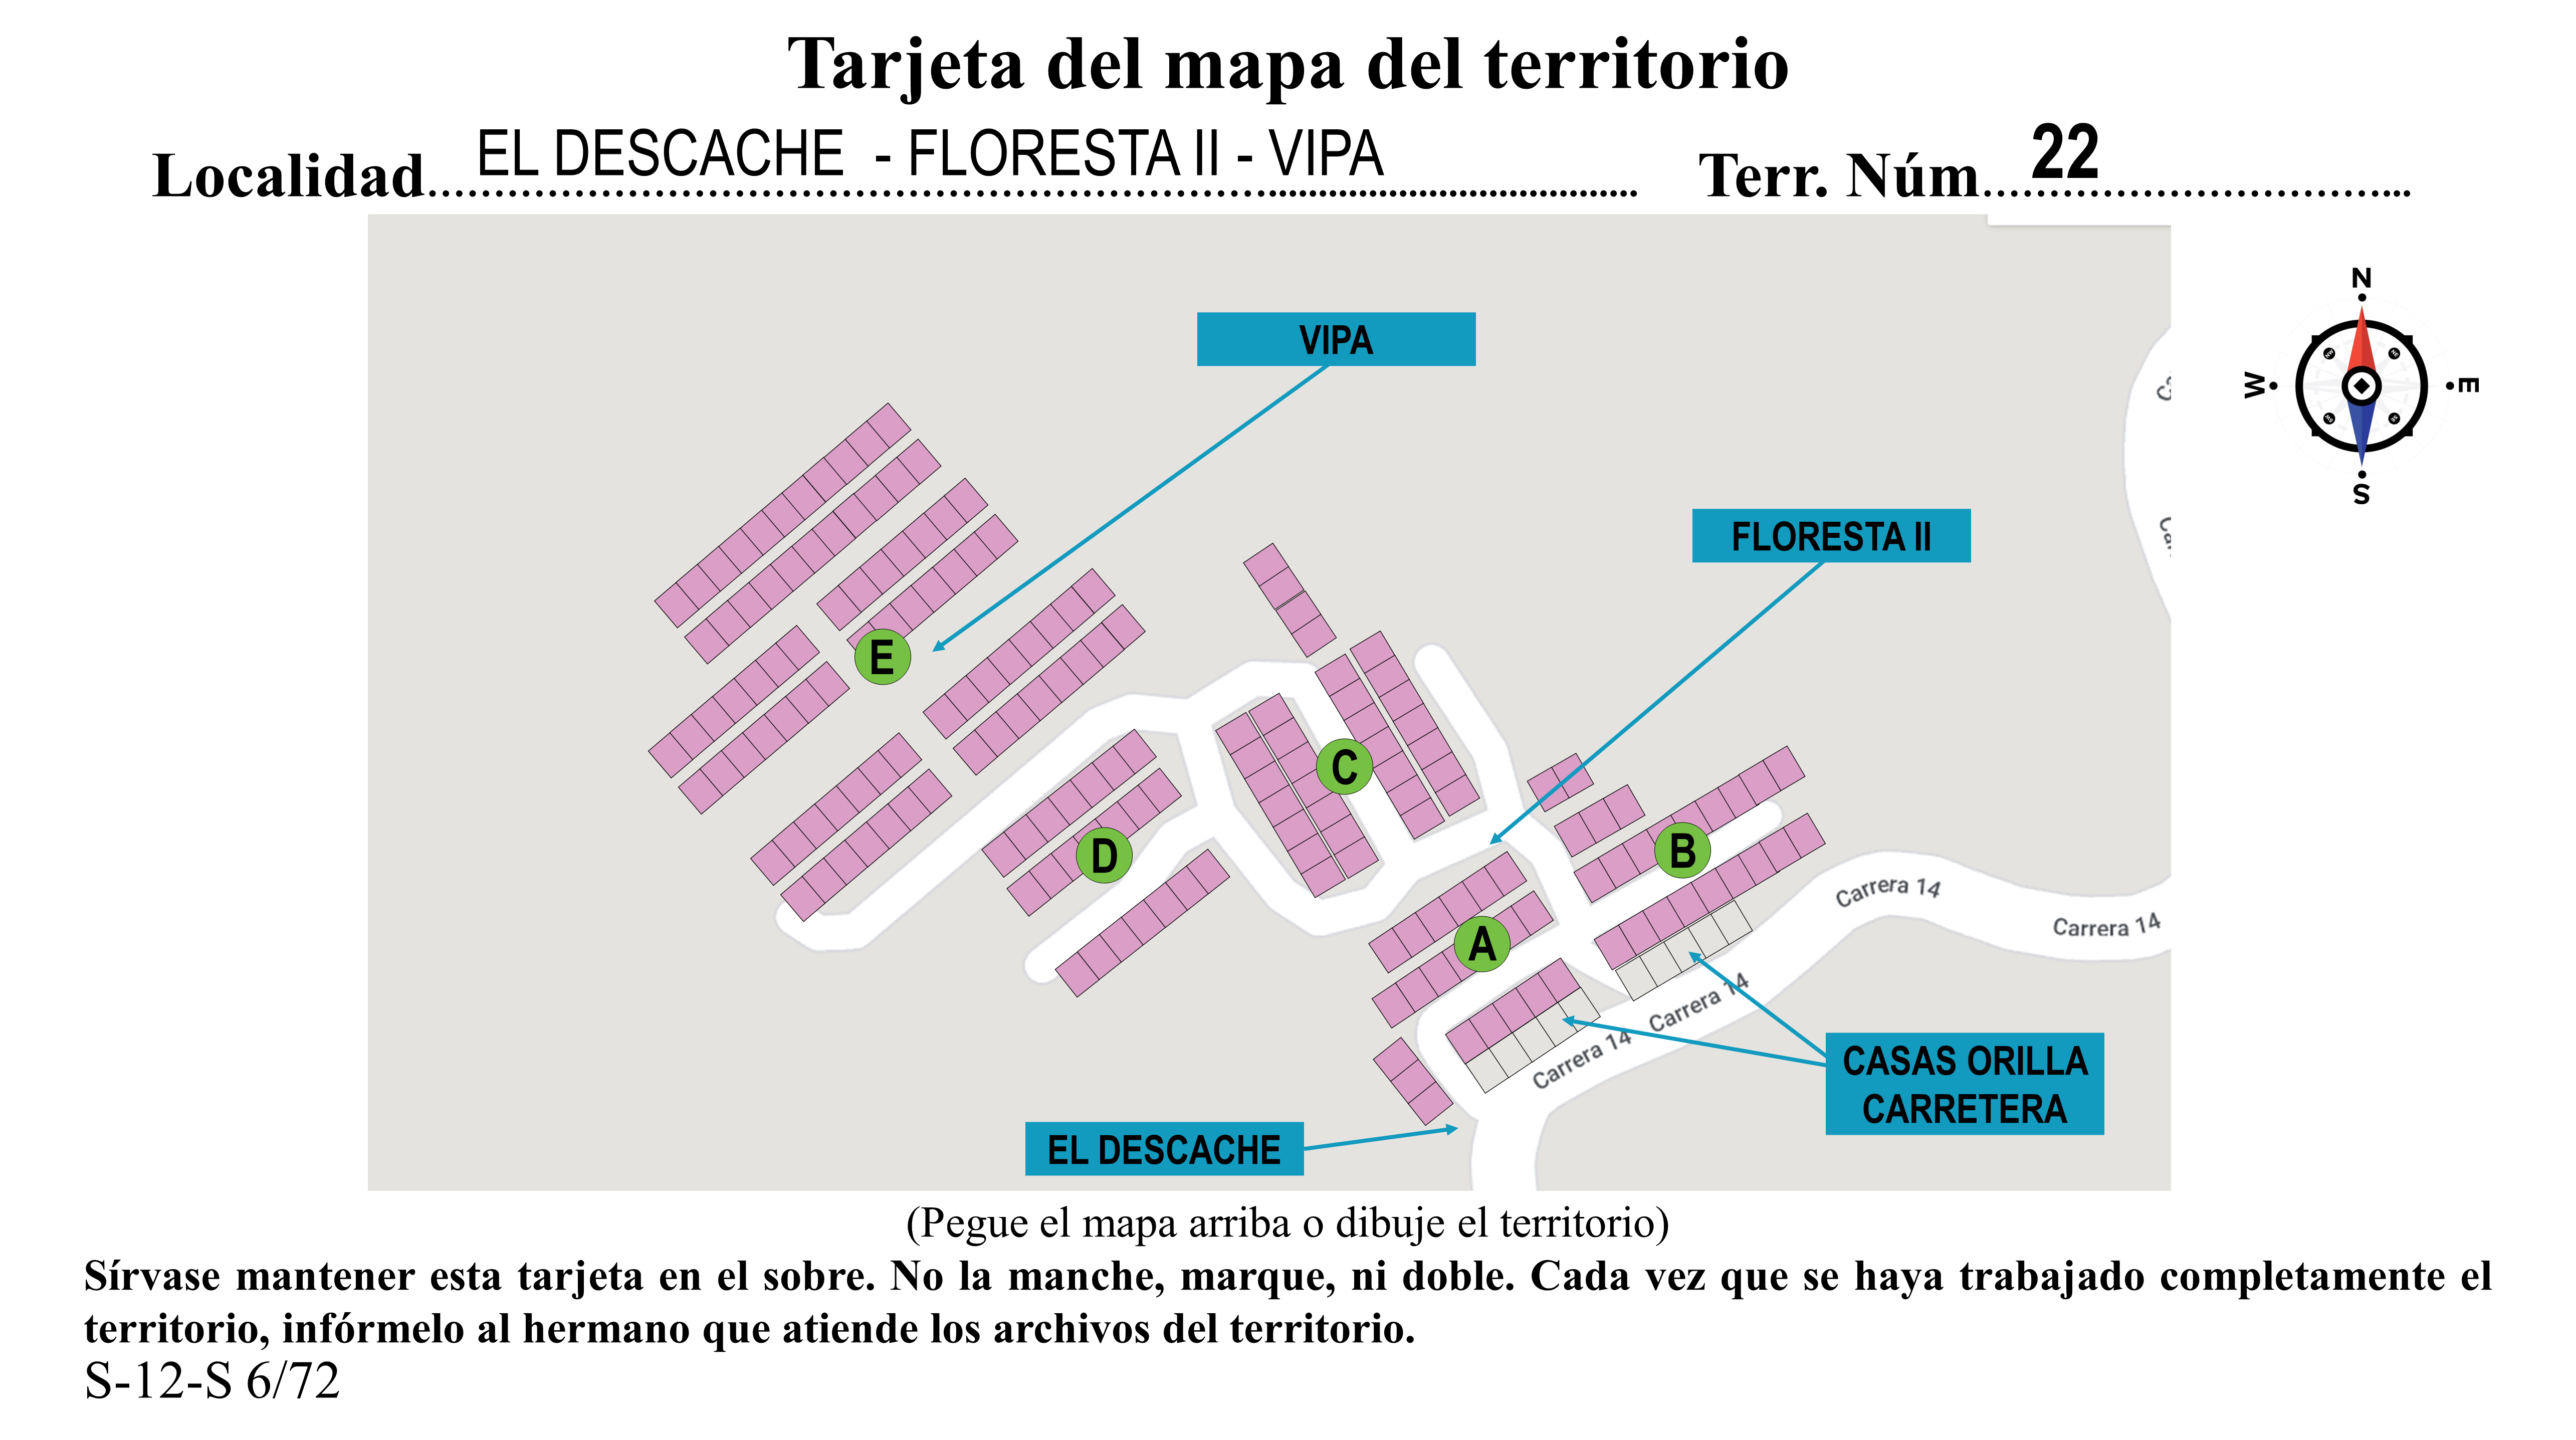 Tarjeta del mapa del territorio
Localidad EL DESCACHE - FLORESTA II - VIPA Terr. Núm. 22
N
W E
S
VIPA
FLORESTA II
E
C
D
B
A
Carrera 14
Carrera 14
Carrera 14
Carrera 14
CASAS ORILLA
CARRETERA
EL DESCACHE
(Pegue el mapa arriba o dibuje el territorio)
Sírvase mantener esta tarjeta en el sobre. No la manche, marque, ni doble. Cada vez que se haya trabajado completamente el
territorio, infórmelo al hermano que atiende los archivos del territorio.
S-12-S 6/72